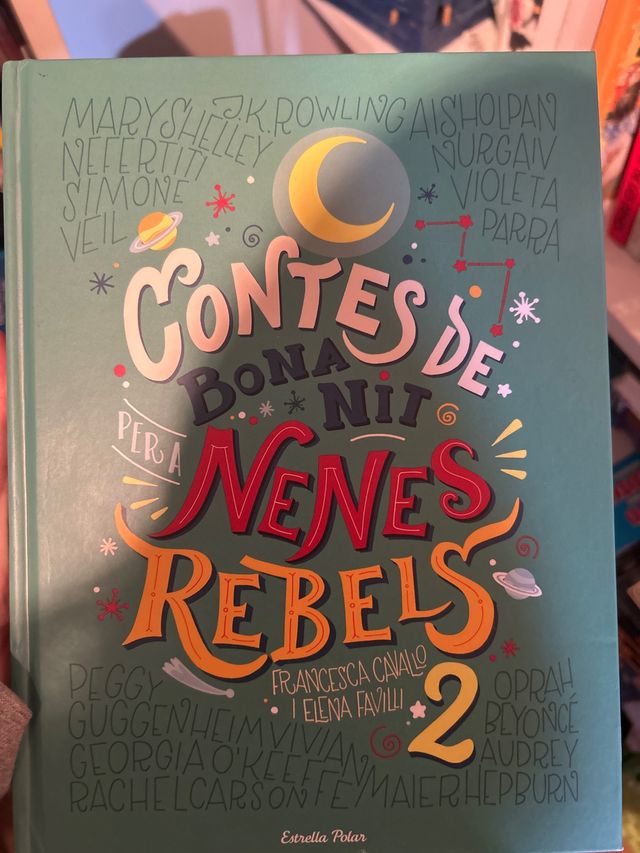 MARY SHELLEY J.K. ROWLING AISHOLPAN
NEFERTITI NURGAIV
SIMONE VIOLETA
VEIL PARRA
CONTES DE
BONA
NIT
PER A
NENES
REBELS
2
FRANCESCA CAVALLO
I ELENA FAVILLI
PEGGY OPRAH
GUGGENHEIM VIVIAN BEYONCÉ
GEORGIA O'KEEFFE MAIER AUDREY
RACHEL CARSON HEPBURN
Estrella Polar